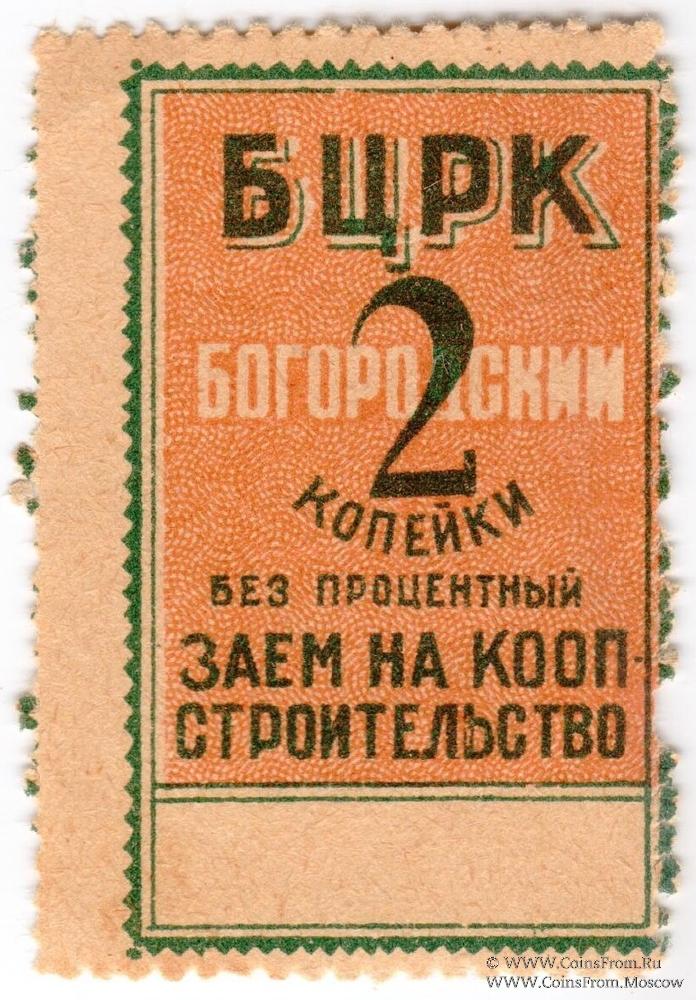 БЦРК
2
БОГОРОДСКИЙ
КОПЕЙКИ
БЕЗ ПРОЦЕНТНЫЙ
ЗАЕМ НА КООП-
СТРОИТЕЛЬСТВО
© WWW.CoinsFrom.Ru
WWW.CoinsFrom.Moscow